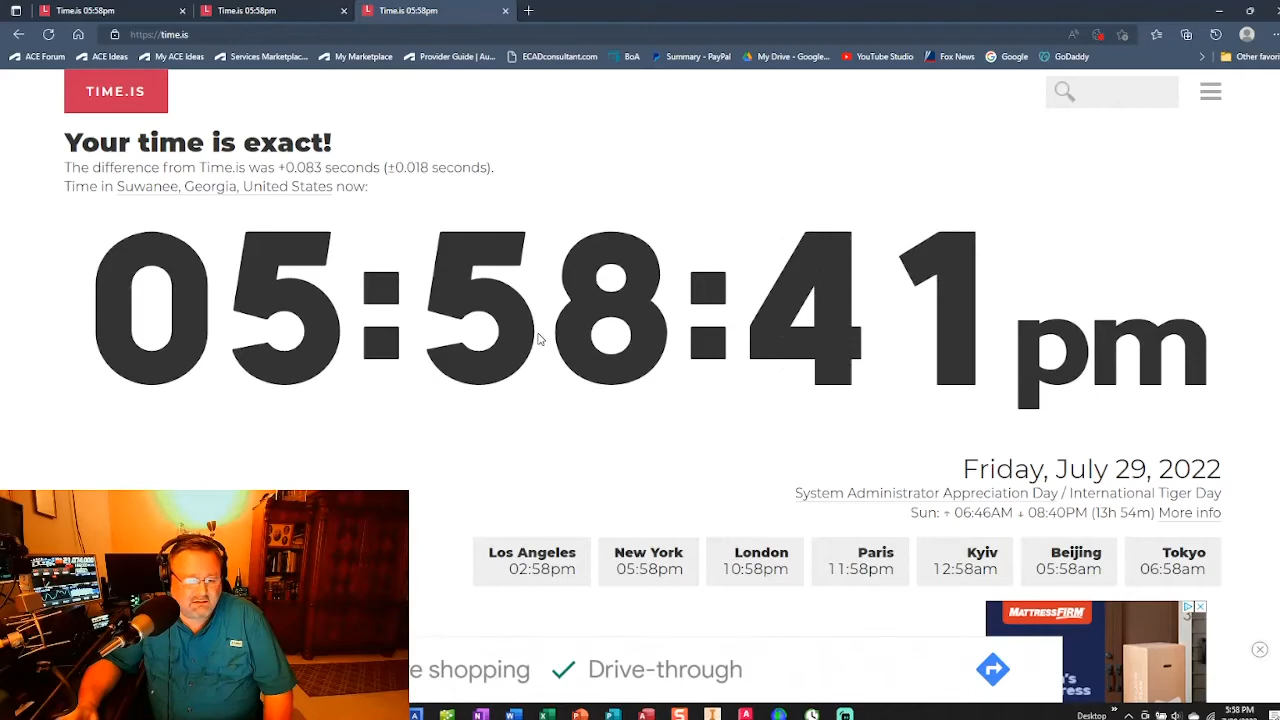 Time.is 05:58pm
Time.is 05:58pm
Time.is 05:58pm
https://time.is
ACE Forum
ACE Ideas
My ACE Ideas
Services Marketplac...
My Marketplace
Provider Guide | Au...
ECADconsultant.com
BoA
Summary - PayPal
My Drive - Google...
YouTube Studio
Fox News
Google
GoDaddy
Other favori
TIME.IS
Your time is exact!
The difference from Time.is was +0.083 seconds (±0.018 seconds).
Time in Suwanee, Georgia, United States now:
05:58:41 pm
Friday, July 29, 2022
System Administrator Appreciation Day / International Tiger Day
Sun: ↑ 06:46AM ↓ 08:40PM (13h 54m) More info
Los Angeles
02:58pm
New York
05:58pm
London
10:58pm
Paris
11:58pm
Kyiv
12:58am
Beijing
05:58am
Tokyo
06:58am
MATTRESSFIRM
e shopping
Drive-through
Desktop
5:58 PM